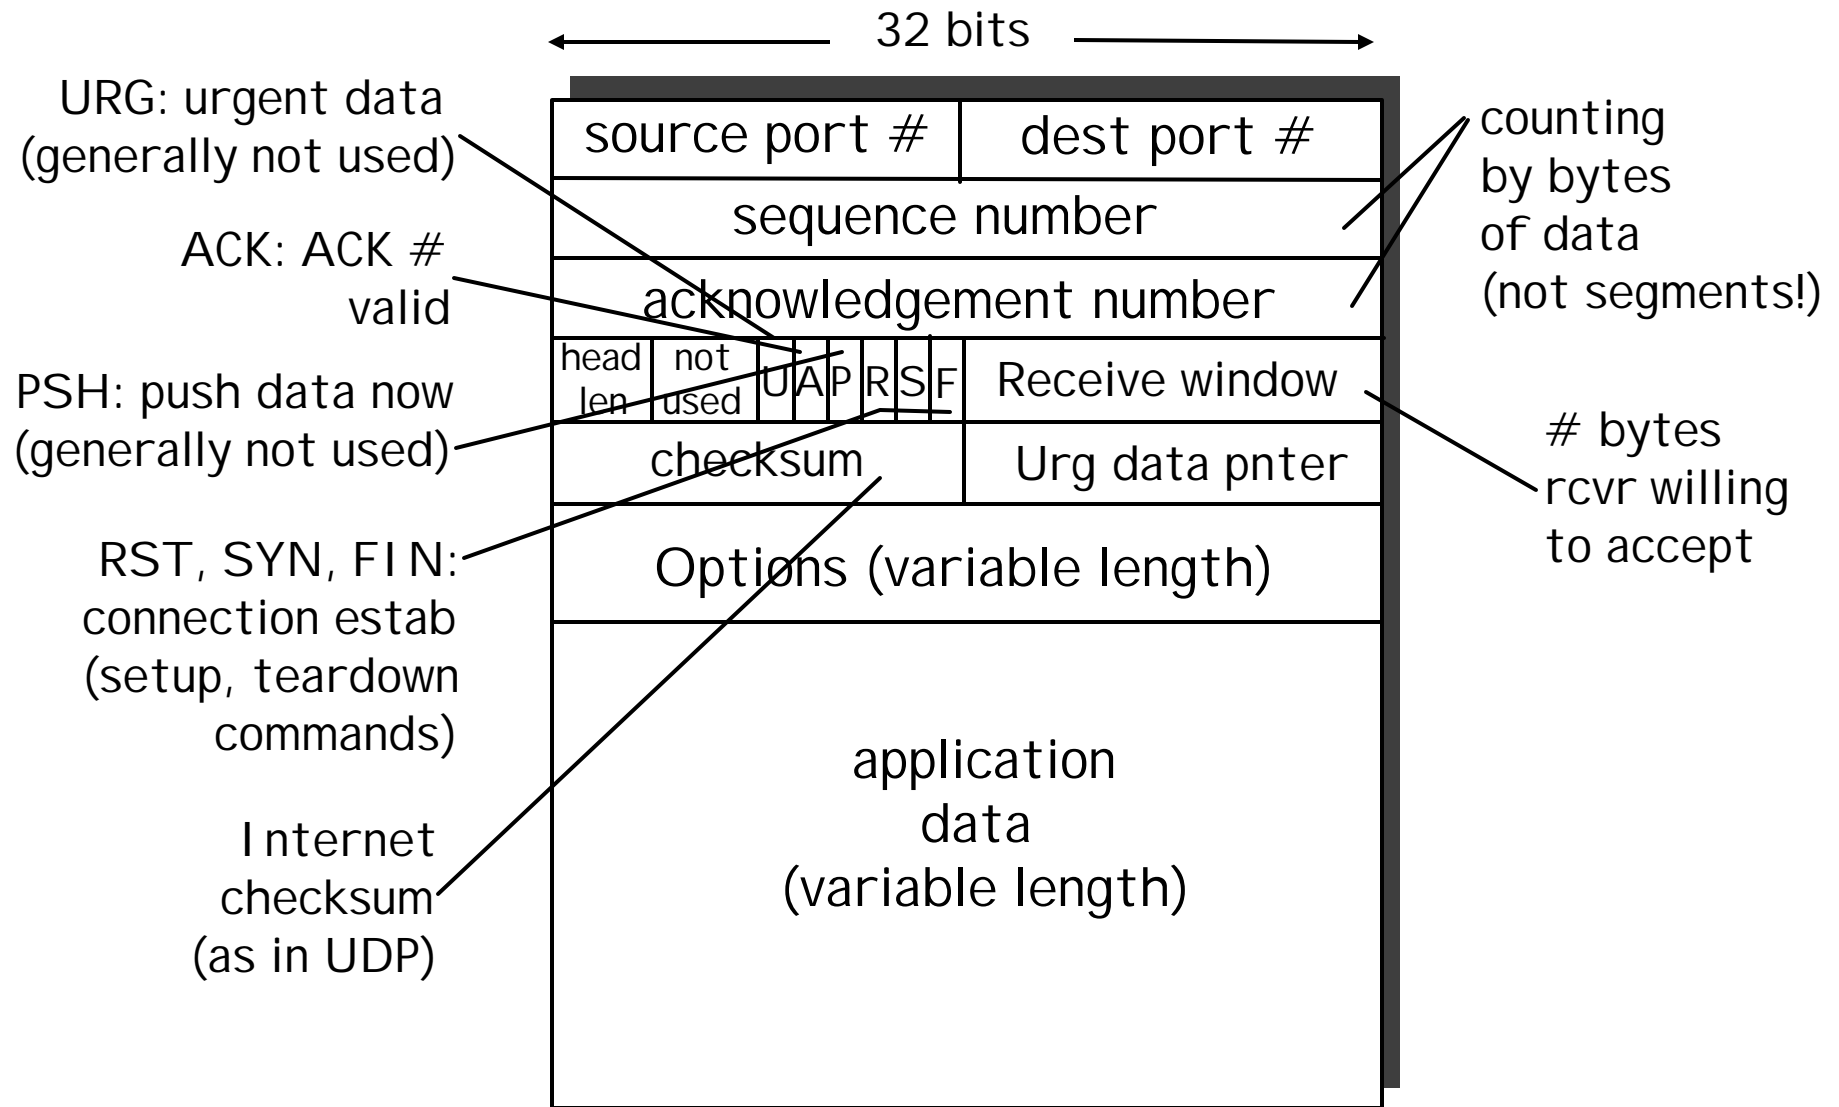 32 bits
URG: urgent data
(generally not used)
ACK: ACK #
valid
PSH: push data now
(generally not used)
RST, SYN, FIN:
connection estab
(setup, teardown
commands)
Internet
checksum
(as in UDP)
source port #
dest port #
sequence number
acknowledgement number
head
len
not
used
U
A
P
R
S
F
Receive window
checksum
Urg data pnter
Options (variable length)
application
data
(variable length)
counting
by bytes
of data
(not segments!)
# bytes
rcvr willing
to accept